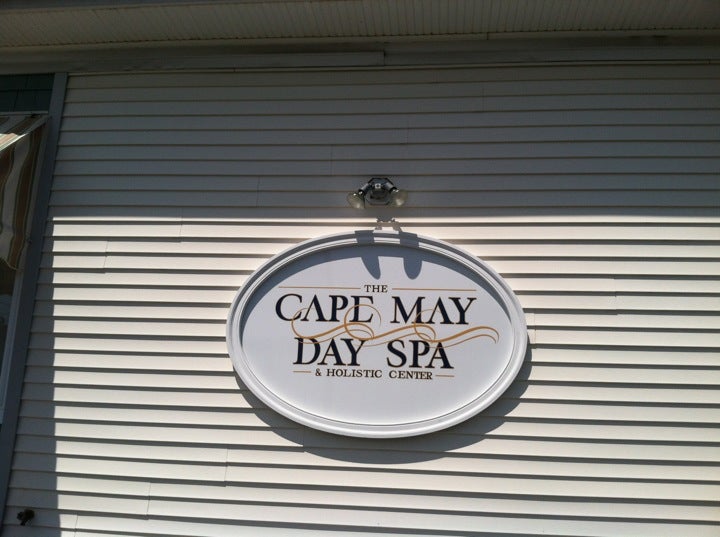 THE
CAPE MAY
DAY SPA
& HOLISTIC CENTER